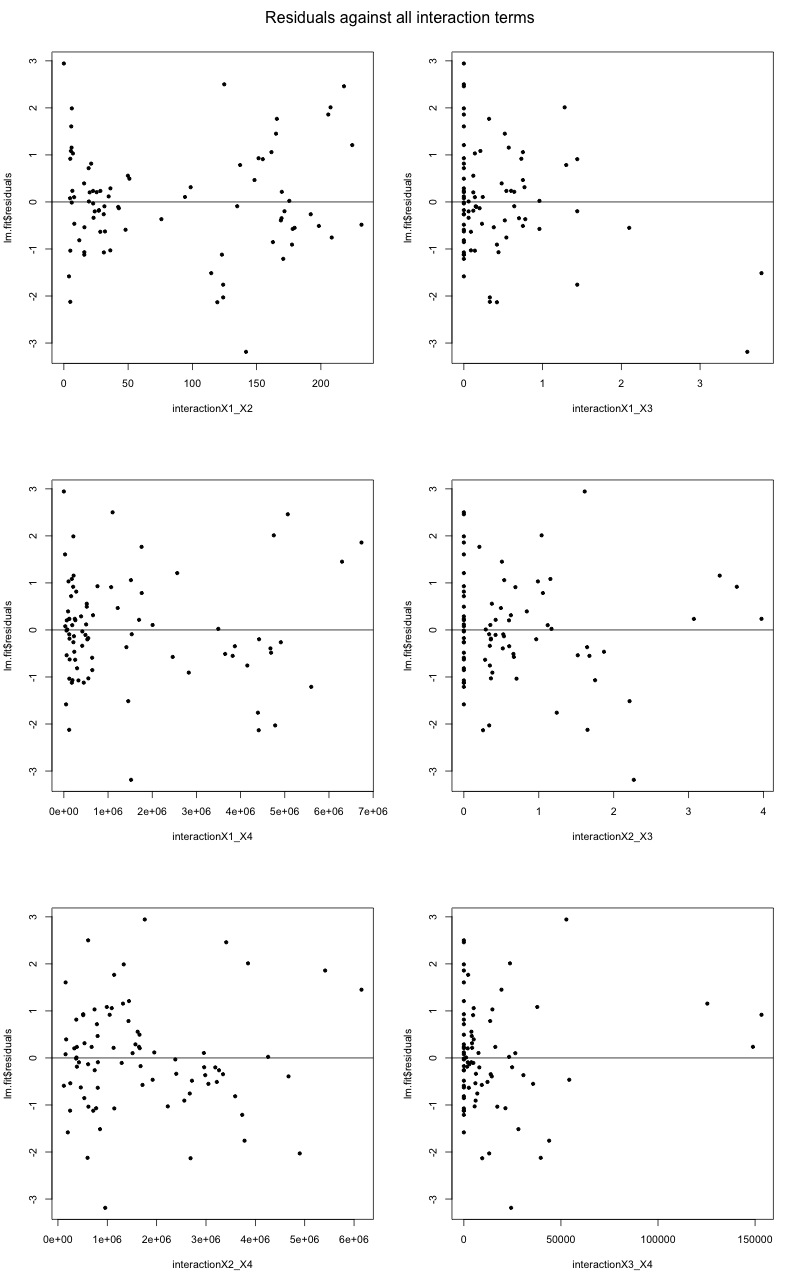 Residuals against all interaction terms
3
2
1
0
-1
-2
-3
lm.fit$residuals
0 50 100 150 200
interactionX1_X2
3
2
1
0
-1
-2
-3
lm.fit$residuals
0 1 2 3
interactionX1_X3
3
2
1
0
-1
-2
-3
lm.fit$residuals
0e+00 1e+06 2e+06 3e+06 4e+06 5e+06 6e+06 7e+06
interactionX1_X4
3
2
1
0
-1
-2
-3
lm.fit$residuals
0 1 2 3 4
interactionX2_X3
3
2
1
0
-1
-2
-3
lm.fit$residuals
0e+00 1e+06 2e+06 3e+06 4e+06 5e+06 6e+06
interactionX2_X4
3
2
1
0
-1
-2
-3
lm.fit$residuals
0 50000 100000 150000
interactionX3_X4